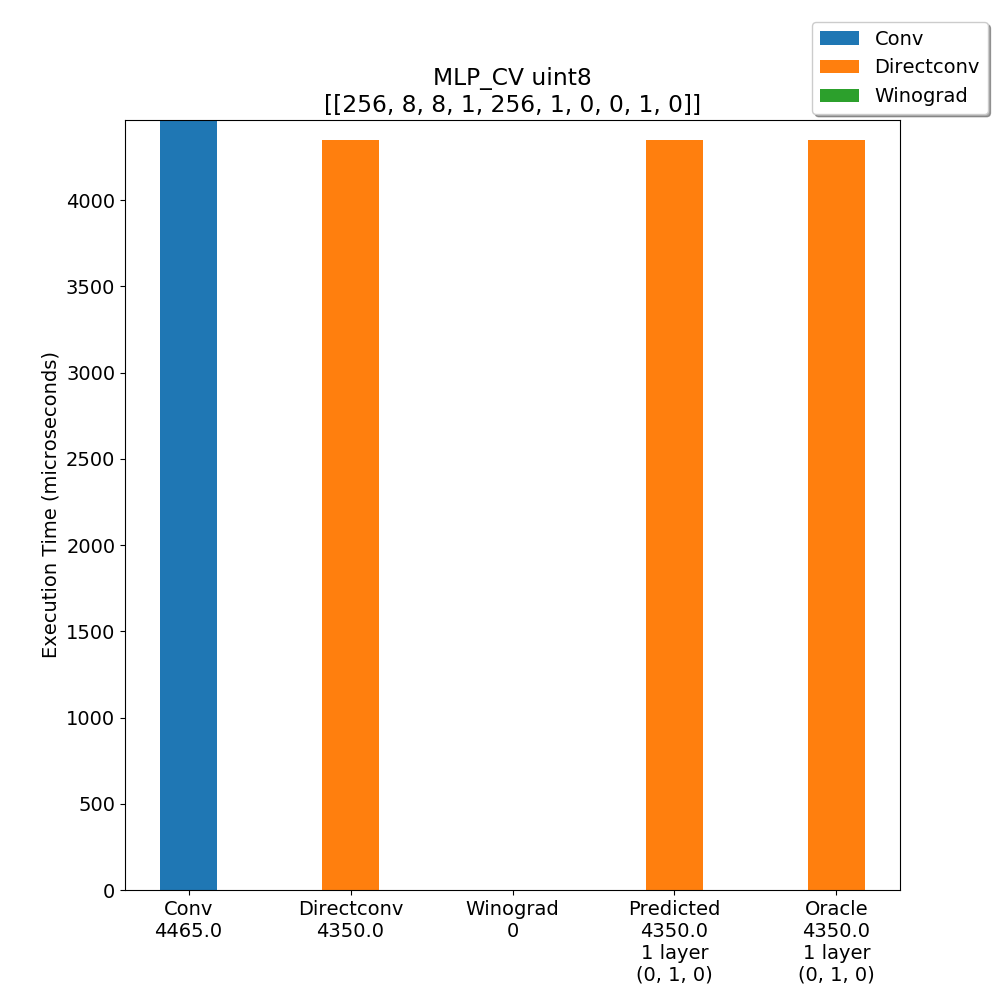 Conv
Directconv
Winograd
MLP_CV uint8
[[256, 8, 8, 1, 256, 1, 0, 0, 1, 0]]
Execution Time (microseconds)
4000
3500
3000
2500
2000
1500
1000
500
0
Conv
4465.0
Directconv
4350.0
Winograd
0
Predicted
4350.0
1 layer
(0, 1, 0)
Oracle
4350.0
1 layer
(0, 1, 0)